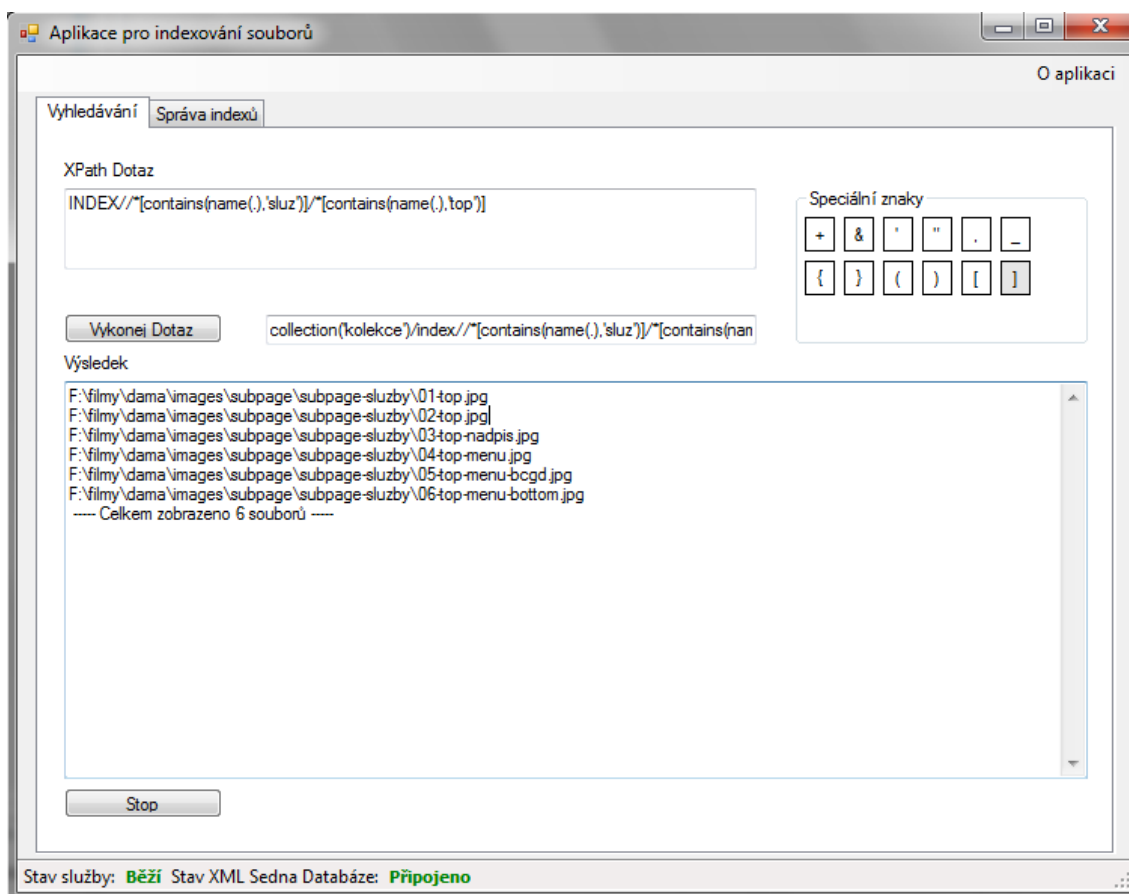 Aplikace pro indexování souborů
O aplikaci
Vyhledávání Správa indexů
XPath Dotaz
INDEX//*[contains(name(.),'sluz')]/*[contains(name(.),'top')]
Speciální znaky
+ & ' " , _
{ } ( ) [ ]
Vykonej Dotaz collection('kolekce')/index//*[contains(name(.),'sluz')]/*[contains(nam
Výsledek
F:\filmy\dama\images\subpage\subpage-sluzby\01-top.jpg
F:\filmy\dama\images\subpage\subpage-sluzby\02-top.jpg
F:\filmy\dama\images\subpage\subpage-sluzby\03-top-nadpis.jpg
F:\filmy\dama\images\subpage\subpage-sluzby\04-top-menu.jpg
F:\filmy\dama\images\subpage\subpage-sluzby\05-top-menu-bcgd.jpg
F:\filmy\dama\images\subpage\subpage-sluzby\06-top-menu-bottom.jpg
----- Celkem zobrazeno 6 souborů -----
Stop
Stav služby: Běží Stav XML Sedna Databáze: Připojeno